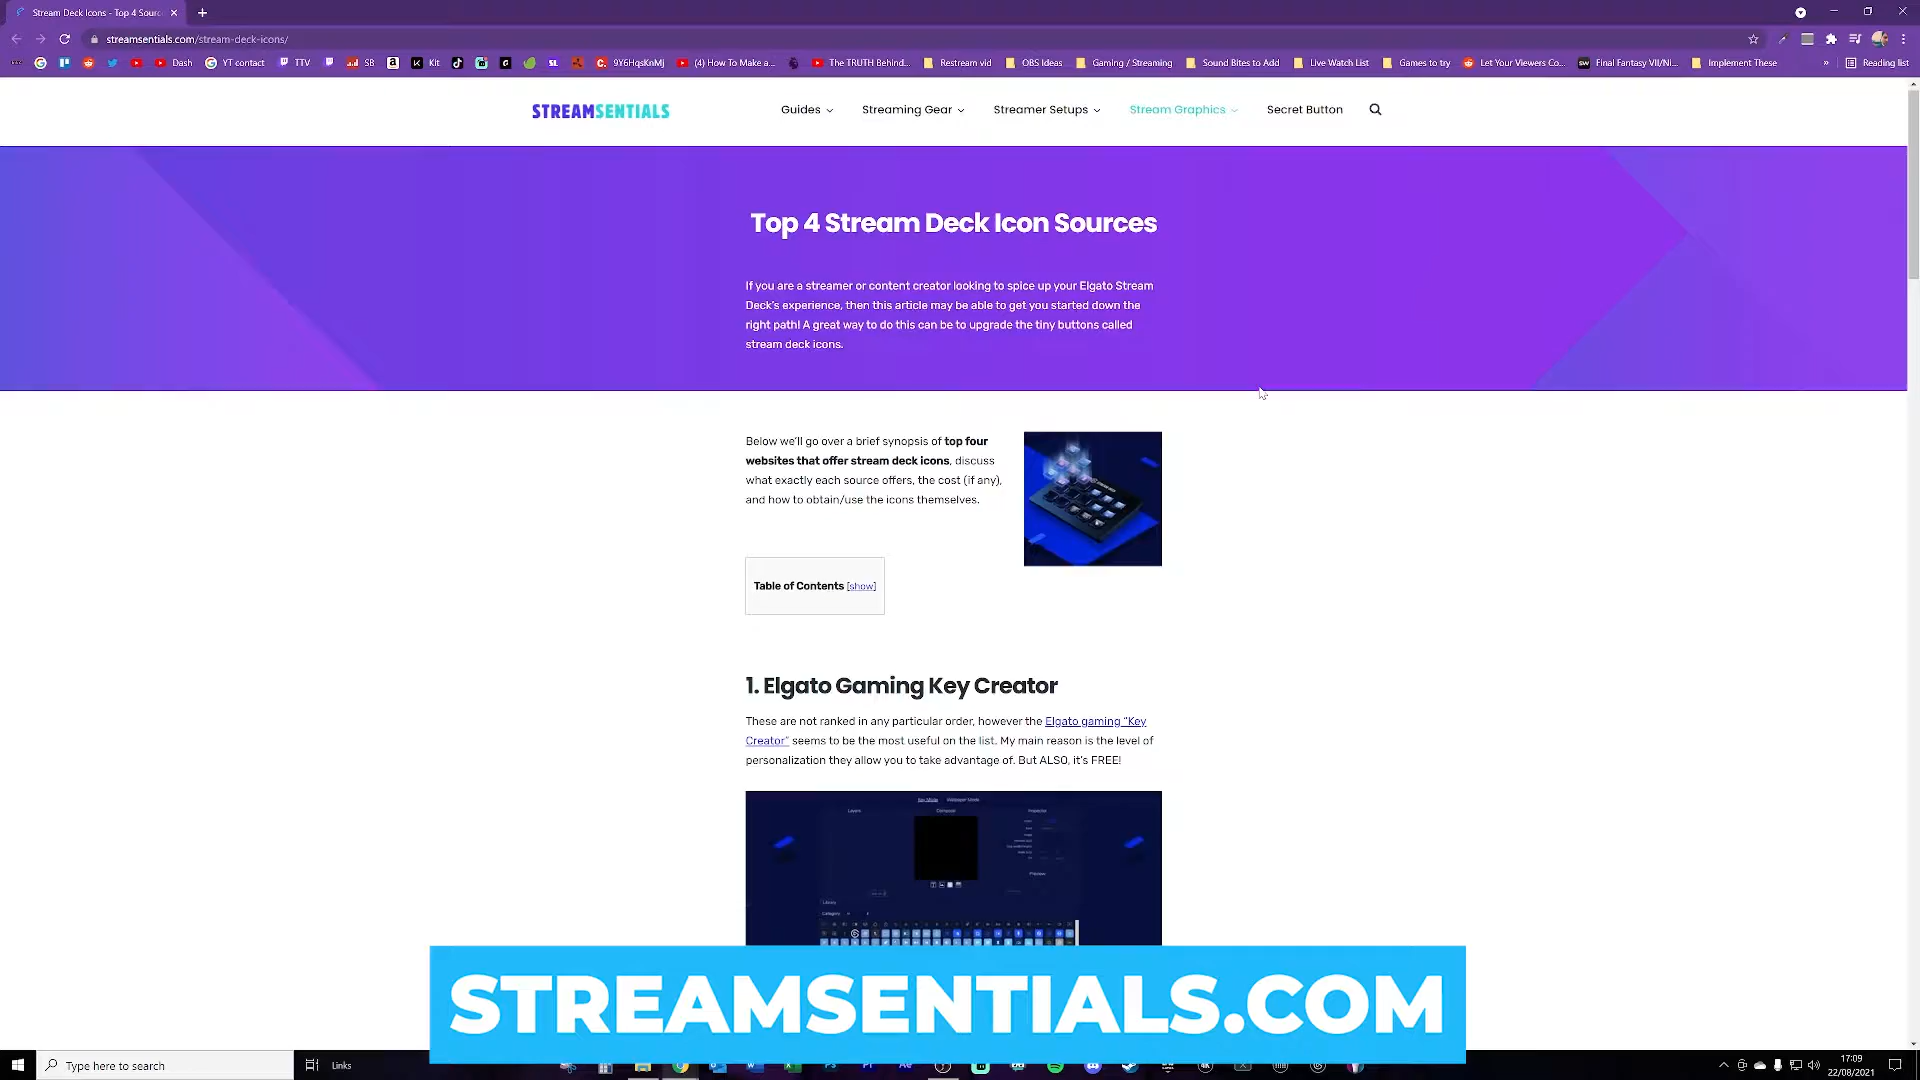 Stream Deck Icons - Top 4 Sourc
streamsentials.com/stream-deck-icons/
Dash
YT contact
TTV
SB
Kit
9Y6HqsKnMj
(4) How To Make a...
The TRUTH Behind...
Restream vid
OBS Ideas
Gaming / Streaming
Sound Bites to Add
Live Watch List
Games to try
Let Your Viewers Co...
Final Fantasy VII/Ni...
Implement These
Reading list
STREAMSENTIALS
Guides
Streaming Gear
Streamer Setups
Stream Graphics
Secret Button
Top 4 Stream Deck Icon Sources
If you are a streamer or content creator looking to spice up your Elgato Stream
Deck's experience, then this article may be able to get you started down the
right path! A great way to do this can be to upgrade the tiny buttons called
stream deck icons.
Below we'll go over a brief synopsis of top four
websites that offer stream deck icons, discuss
what exactly each source offers, the cost (if any),
and how to obtain/use the icons themselves.
Table of Contents [show]
1. Elgato Gaming Key Creator
These are not ranked in any particular order, however the Elgato gaming "Key
Creator" seems to be the most useful on the list. My main reason is the level of
personalization they allow you to take advantage of. But ALSO, it's FREE!
Key Mode
Wallpaper Mode
Layers
Composer
Inspector
Preview
Library
Category
STREAMSENTIALS.COM
Type here to search
Links
17:09
22/08/2021